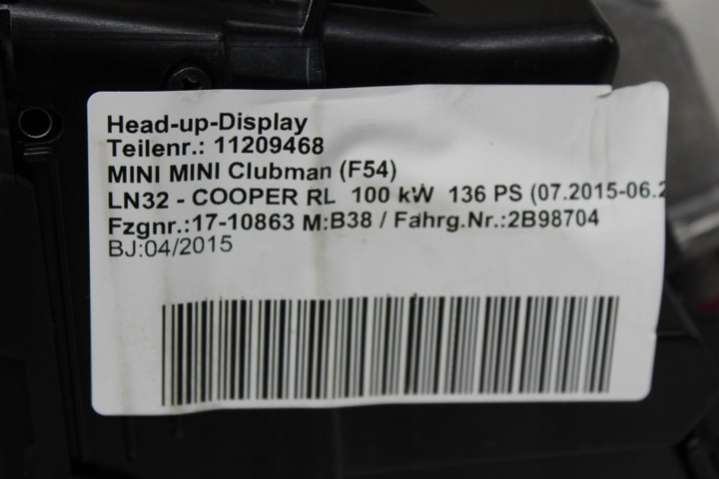 Head-up-Display
Teilenr.: 11209468
MINI MINI Clubman (F54)
LN32 - COOPER RL 100 kW 136 PS (07.2015-06.2
Fzgnr.:17-10863 M:B38 / Fahrg.Nr.:2B98704
BJ:04/2015